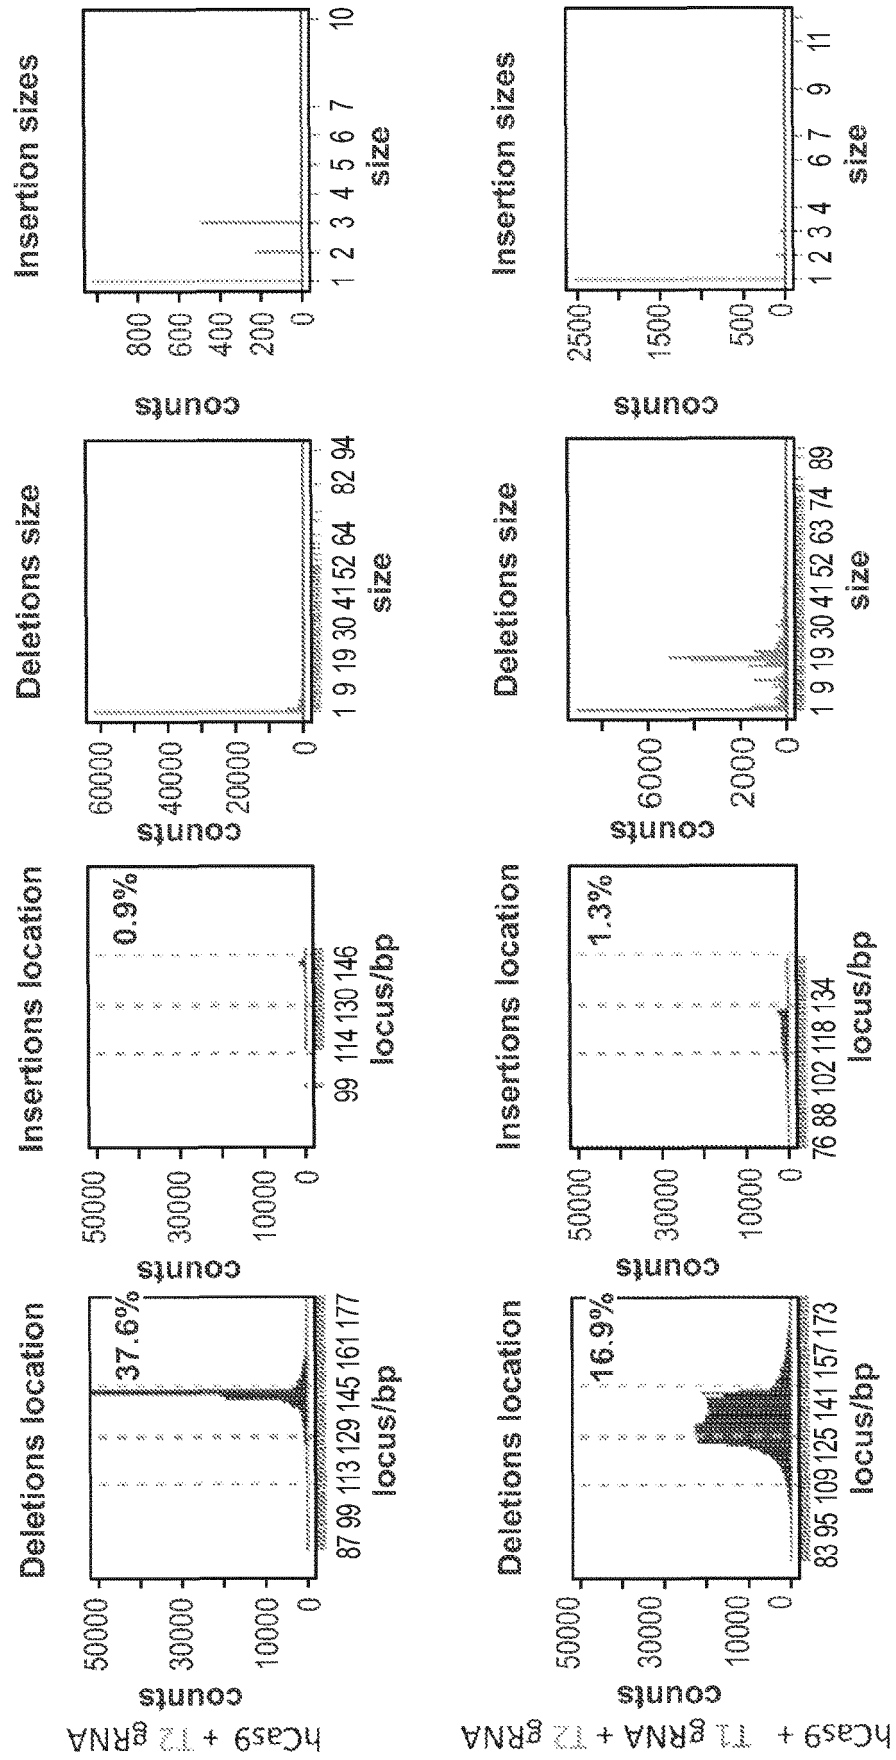 hCas9 + T2 gRNA
Deletions location
37.6%
counts
50000
30000
10000
0
87 99 113 129 145 161 177
locus/bp
Insertions location
0.9%
counts
50000
30000
10000
0
99 114 130 146
locus/bp
Deletions size
counts
60000
40000
20000
0
1 9 19 30 41 52 64 82 94
size
Insertion sizes
counts
800
600
400
200
0
1 2 3 4 5 6 7 10
size
hCas9 + T1 gRNA + T2 gRNA
Deletions location
16.9%
counts
50000
30000
10000
0
83 95 109 125 141 157 173
locus/bp
Insertions location
1.3%
counts
50000
30000
10000
0
76 88 102 118 134
locus/bp
Deletions size
counts
6000
2000
0
1 9 19 30 41 52 63 74 89
size
Insertion sizes
counts
2500
1500
500
0
1 2 3 4 6 7 9 11
size